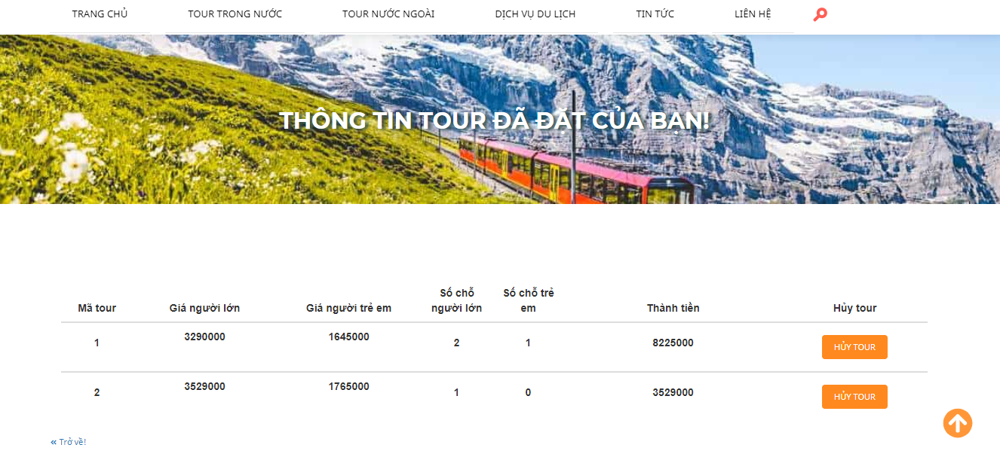 TRANG CHỦ TOUR TRONG NƯỚC TOUR NƯỚC NGOÀI DỊCH VỤ DU LỊCH TIN TỨC LIÊN HỆ
THÔNG TIN TOUR ĐÃ ĐẶT CỦA BẠN!
Mã tour Giá người lớn Giá người trẻ em Số chỗ người lớn Số chỗ trẻ em Thành tiền Hủy tour
1 3290000 1645000 2 1 8225000 HỦY TOUR
2 3529000 1765000 1 0 3529000 HỦY TOUR
« Trở về!